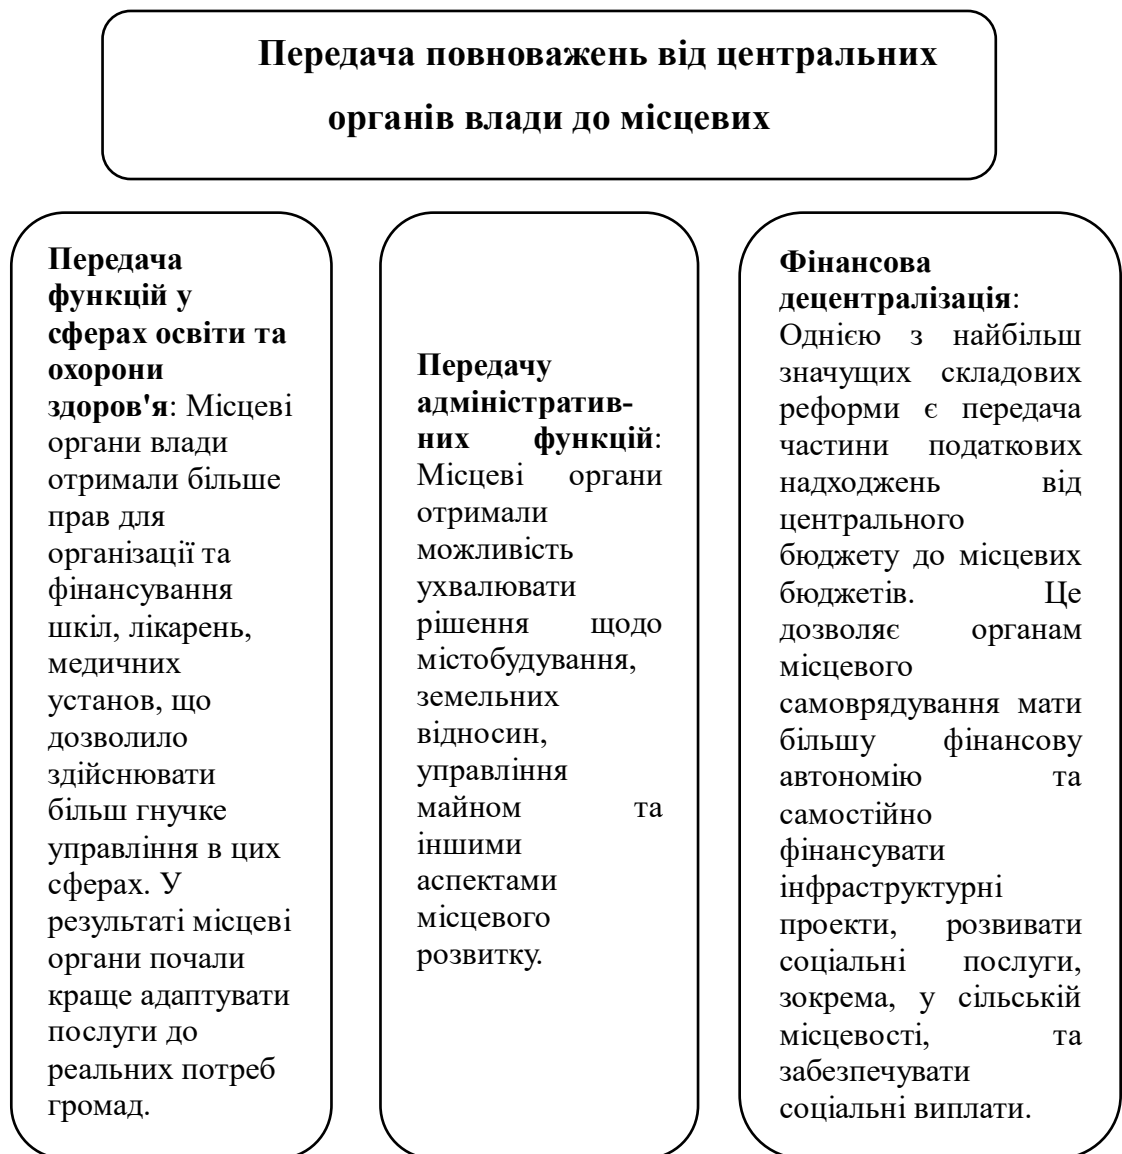 Передача повноважень від центральних
органів влади до місцевих
Передача
функцій у
сферах освіти та
охорони
здоров'я: Місцеві
органи влади
отримали більше
прав для
організації та
фінансування
шкіл, лікарень,
медичних
установ, що
дозволило
здійснювати
більш гнучке
управління в цих
сферах. У
результаті місцеві
органи почали
краще адаптувати
послуги до
реальних потреб
громад.
Передачу
адміністратив-
них функцій:
Місцеві органи
отримали
можливість
ухвалювати
рішення щодо
містобудування,
земельних
відносин,
управління
майном та
іншими
аспектами
місцевого
розвитку.
Фінансова
децентралізація:
Однією з найбільш
значущих складових
реформи є передача
частини податкових
надходжень від
центрального
бюджету до місцевих
бюджетів. Це
дозволяє органам
місцевого
самоврядування мати
більшу фінансову
автономію та
самостійно
фінансувати
інфраструктурні
проекти, розвивати
соціальні послуги,
зокрема, у сільській
місцевості, та
забезпечувати
соціальні виплати.